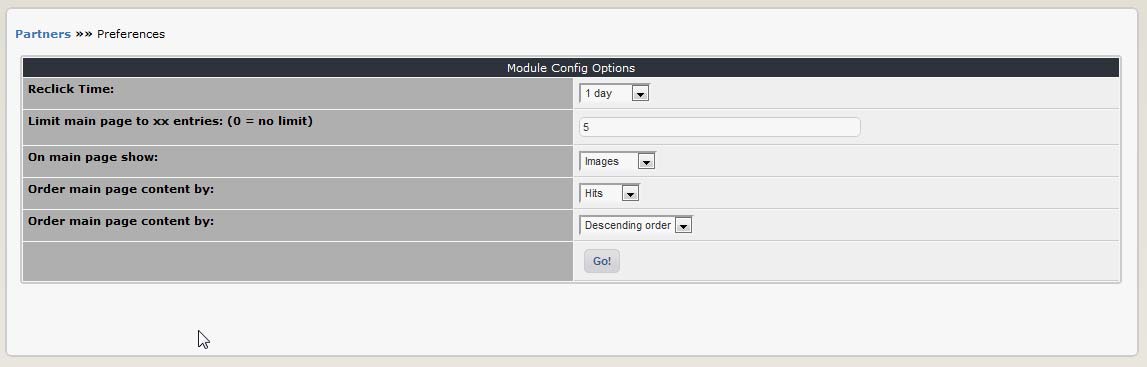 Partners »» Preferences
Module Config Options
Reclick Time: 1 day
Limit main page to xx entries: (0 = no limit) 5
On main page show: Images
Order main page content by: Hits
Order main page content by: Descending order
Go!